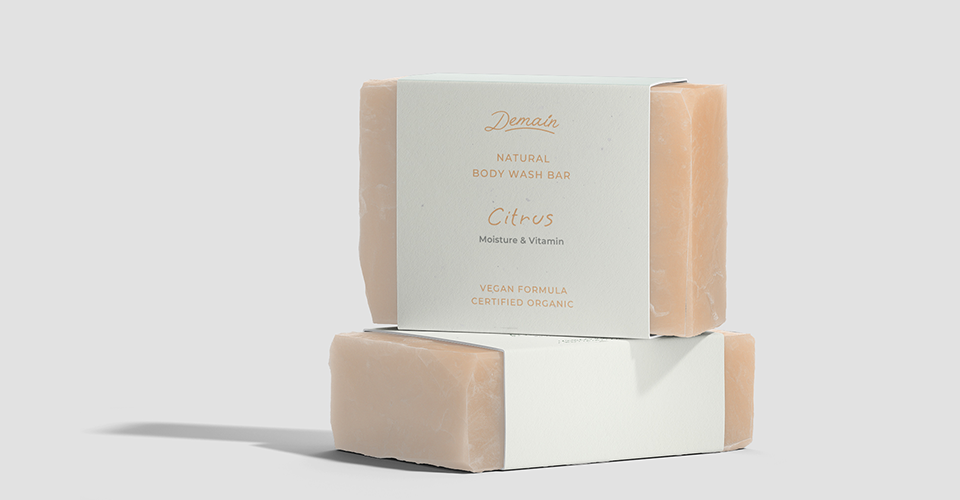 Demain
NATURAL
BODY WASH BAR
Citrus
Moisture & Vitamin
VEGAN FORMULA
CERTIFIED ORGANIC